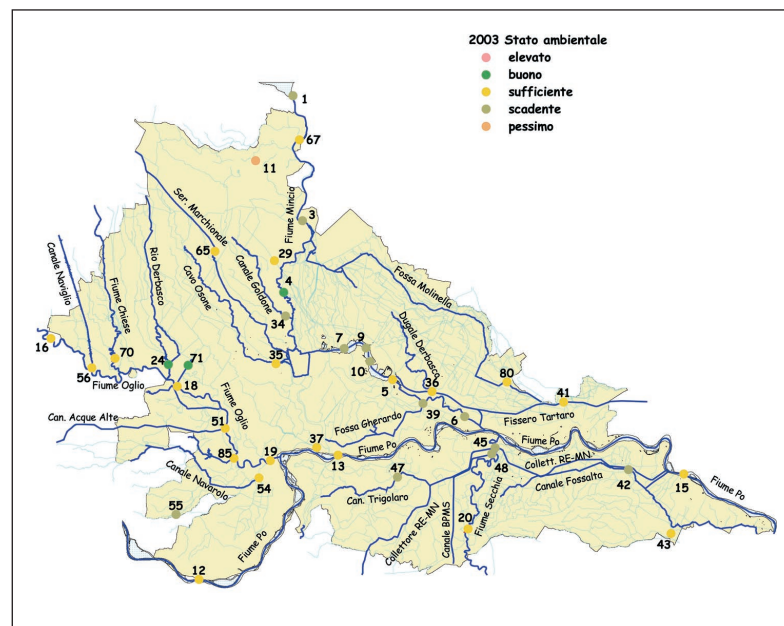 2003 Stato ambientale
elevato
buono
sufficiente
scadente
pessimo
1
67
11
3
Fiume Mincio
Ser. Marchionale
65
29
Canale Goldone
4
34
Cavo Osone
Rio Derbasco
Fiume Chiese
Canale Naviglio
Fossa Molinella
Dugale Derbasco
16
56
70
24
71
18
35
7
9
10
5
36
80
41
39
6
Fiume Oglio
Fiume Oglio
Can. Acque Alte
51
85
19
37
13
Fossa Gherardo
Fiume Po
Fissero Tartaro
Fiume Po
45
48
Collett. RE-MN
Canale Fossalta
42
15
Fiume Po
43
Canale Navarolo
54
55
12
Fiume Po
47
Can. Trigolaro
Collettore RE-MN
Canale BPMS
20
Fiume Secchia